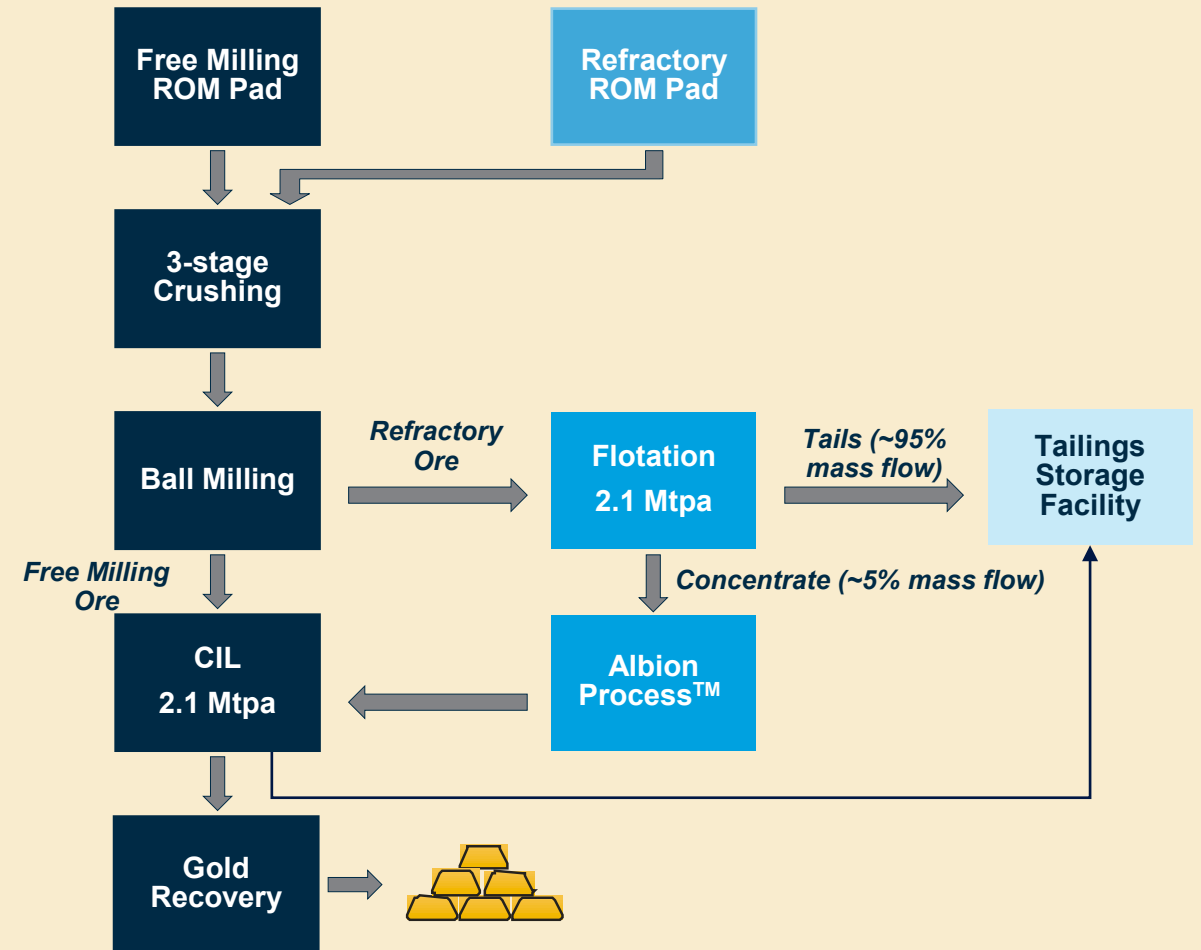 Free Milling
ROM Pad
Refractory
ROM Pad
3-stage
Crushing
Ball Milling
Refractory
Ore
Flotation
2.1 Mtpa
Tails (~95%
mass flow)
Tailings
Storage
Facility
Free Milling
Ore
Concentrate (~5% mass flow)
CIL
2.1 Mtpa
Albion
Process™
Gold
Recovery